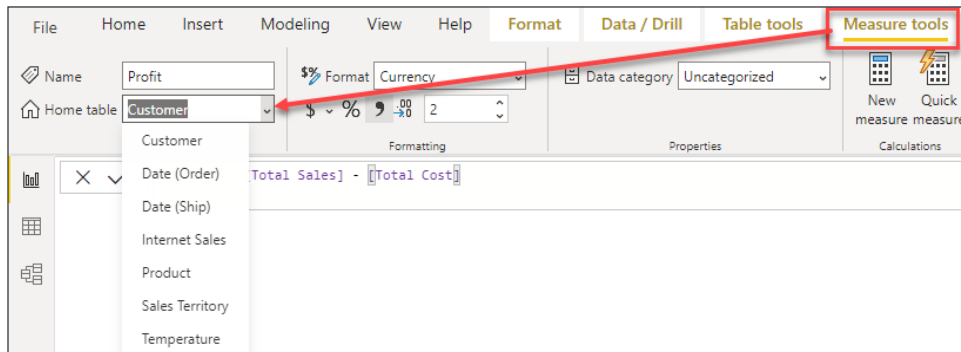 File Home Insert Modeling View Help Format Data / Drill Table tools Measure tools
Name Profit $% Format Currency Data category Uncategorized
Home table Customer $ % 9 .00 →0 2
New measure Quick measure
Formatting Properties Calculations
Customer
Date (Order)
Date (Ship)
Internet Sales
Product
Sales Territory
Temperature
[Total Sales] - [Total Cost]